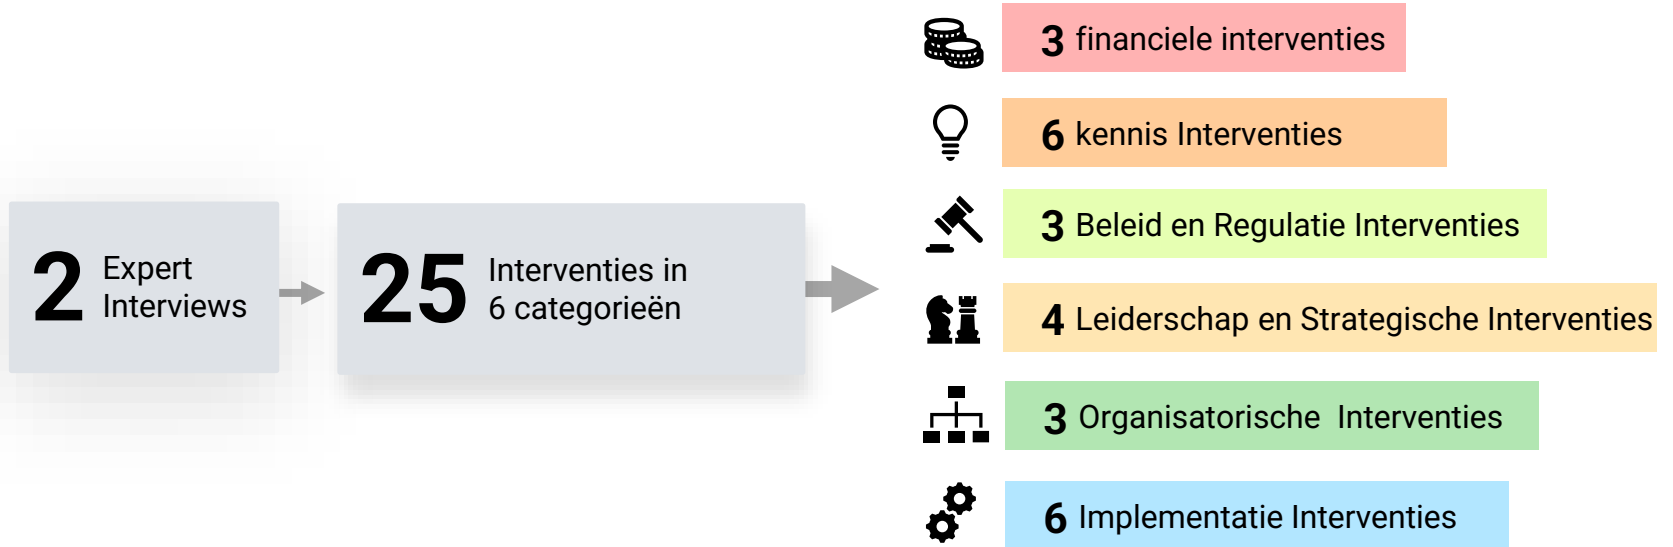 2 Expert
Interviews
25 Interventies in
6 categorieën
3 financiele interventies
6 kennis Interventies
3 Beleid en Regulatie Interventies
4 Leiderschap en Strategische Interventies
3 Organisatorische  Interventies
6 Implementatie Interventies